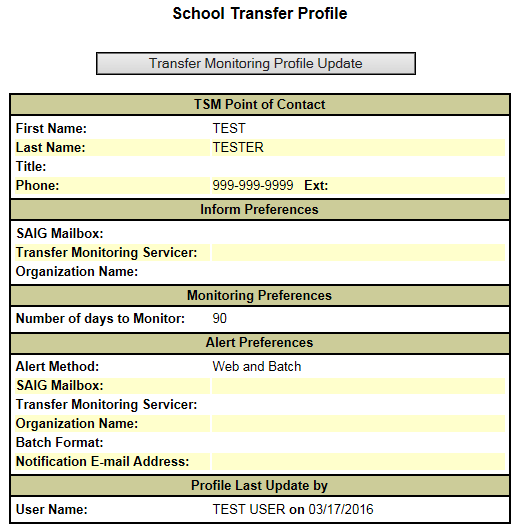 School Transfer Profile
Transfer Monitoring Profile Update
TSM Point of Contact
First Name: TEST
Last Name: TESTER
Title:
Phone: 999-999-9999 Ext:
Inform Preferences
SAIG Mailbox:
Transfer Monitoring Servicer:
Organization Name:
Monitoring Preferences
Number of days to Monitor: 90
Alert Preferences
Alert Method: Web and Batch
SAIG Mailbox:
Transfer Monitoring Servicer:
Organization Name:
Batch Format:
Notification E-mail Address:
Profile Last Update by
User Name: TEST USER on 03/17/2016